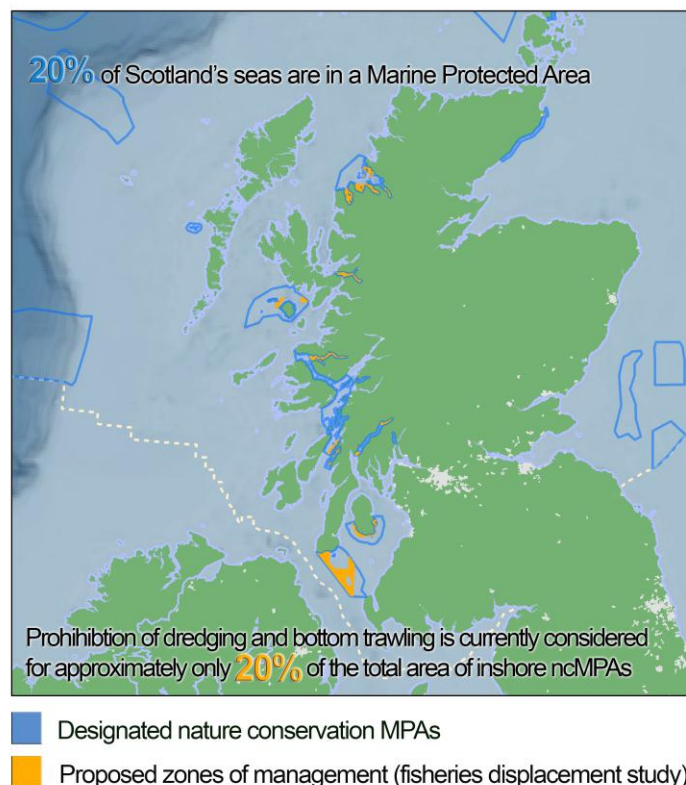 20% of Scotland's seas are in a Marine Protected Area
Prohibibtion of dredging and bottom trawling is currently considered
for approximately only 20% of the total area of inshore ncMPAs
Designated nature conservation MPAs
Proposed zones of management (fisheries displacement study)